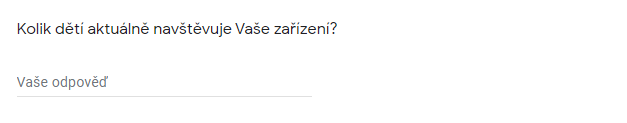 Kolik dětí aktuálně navštěvuje Vaše zařízení?
Vaše odpověď